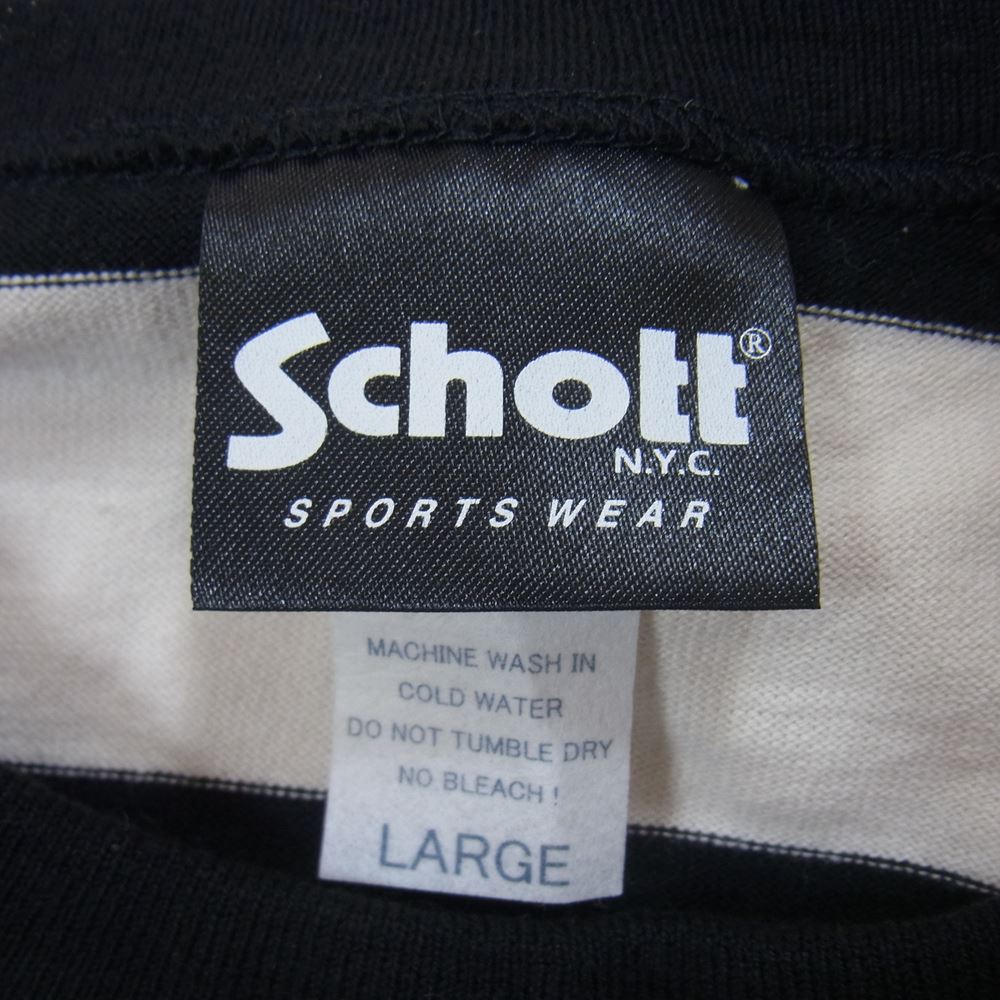 Schott®
N.Y.C.
SPORTS WEAR
MACHINE WASH IN
COLD WATER
DO NOT TUMBLE DRY
NO BLEACH !
LARGE